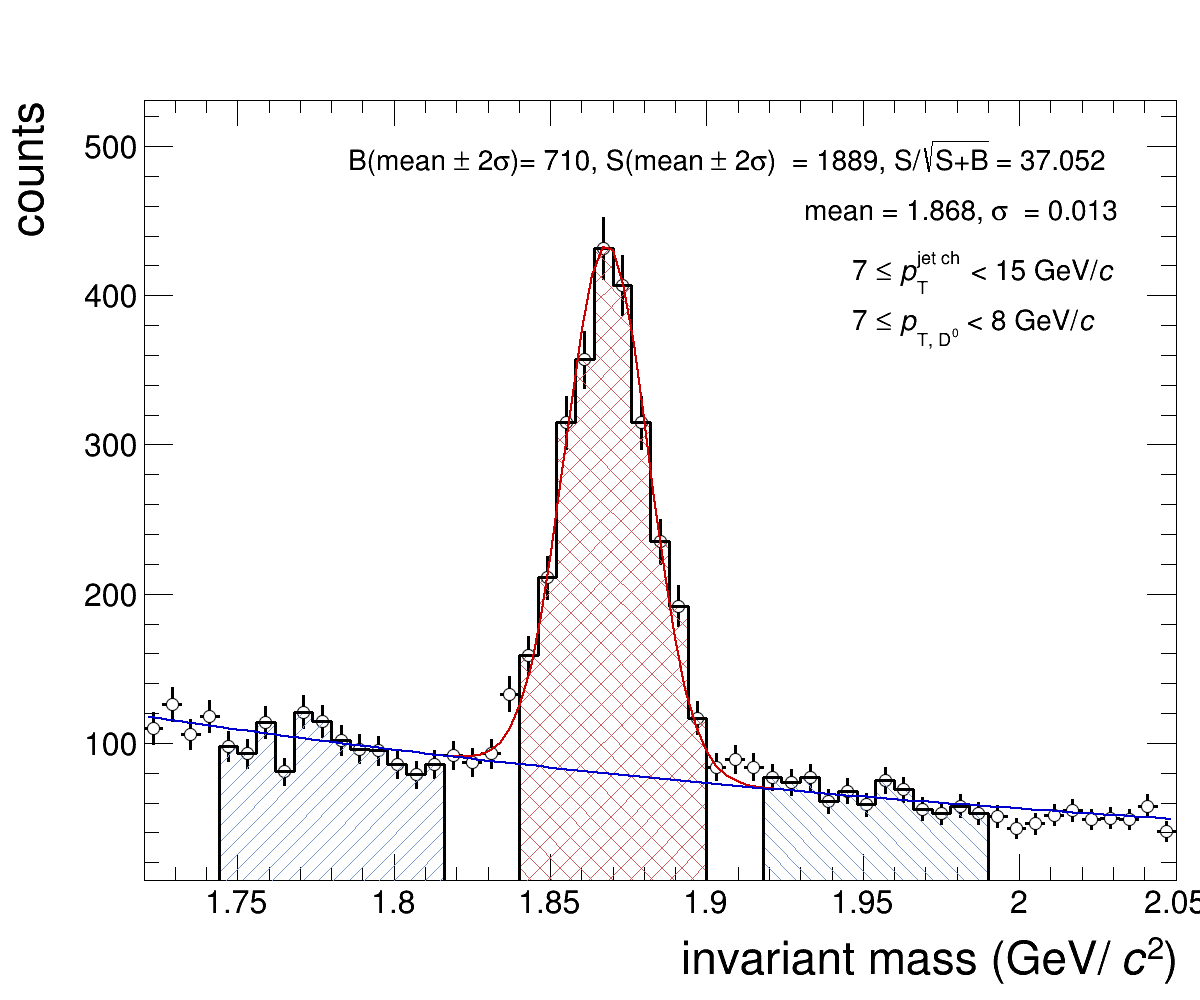 counts
500
400
300
200
100
B(mean ± 2σ)= 710, S(mean ± 2σ) = 1889, S/√S+B = 37.052
mean = 1.868, σ = 0.013
7 ≤ p_T^jet ch < 15 GeV/c
7 ≤ p_T, D⁰ < 8 GeV/c
1.75 1.8 1.85 1.9 1.95 2 2.05
invariant mass (GeV/ c²)